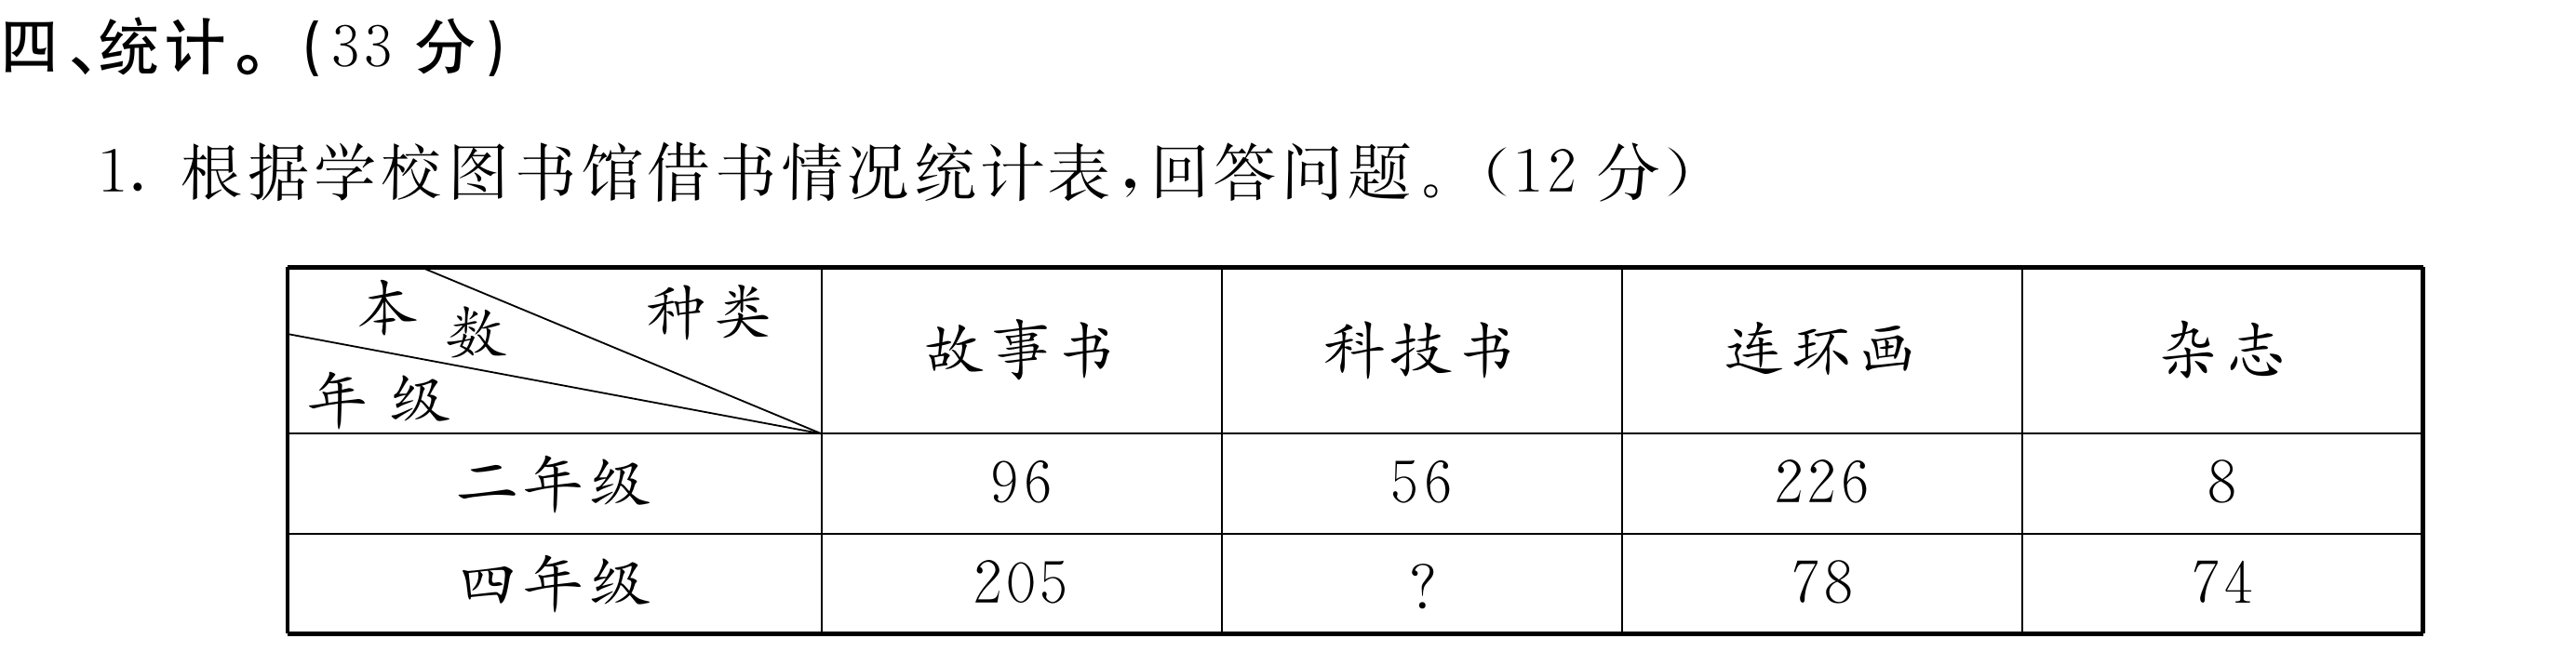 四、统计。(33 分)
1. 根据学校图书馆借书情况统计表,回答问题。(12 分)
本数 种类 年级 故事书 科技书 连环画 杂志
二年级 96 56 226 8
四年级 205 ? 78 74